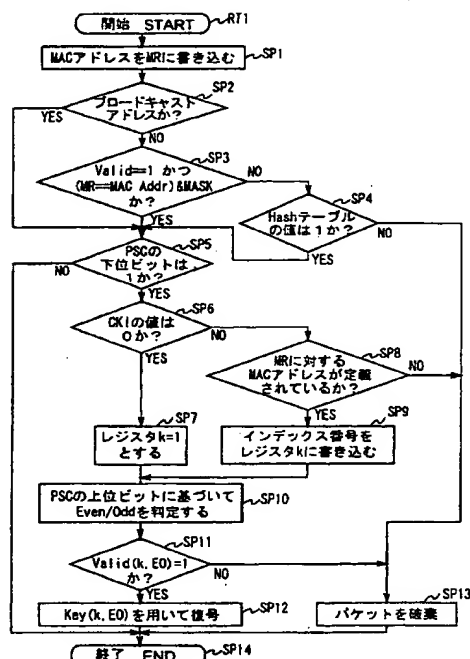 開始 START
RT1
MACアドレスをMRに書き込む
SP1
SP2
ブロードキャスト
アドレスか？
YES
NO
SP3
Valid==1 かつ
(MR==MAC Addr)&MASK
か？
NO
YES
SP4
Hashテーブル
の値は1か？
NO
YES
SP5
PSCの
下位ビットは
1か？
NO
YES
SP6
CKIの値は
0か？
NO
YES
SP8
MRに対する
MACアドレスが定義
されているか？
NO
YES
SP7
レジスタk=1
とする
SP9
インデックス番号を
レジスタkに書き込む
SP10
PSCの上位ビットに基づいて
Even/Oddを判定する
SP11
Valid(k,EO)=1
か？
NO
YES
SP12
Key(k,EO)を用いて復号
SP13
パケットを破棄
終了 END
SP14